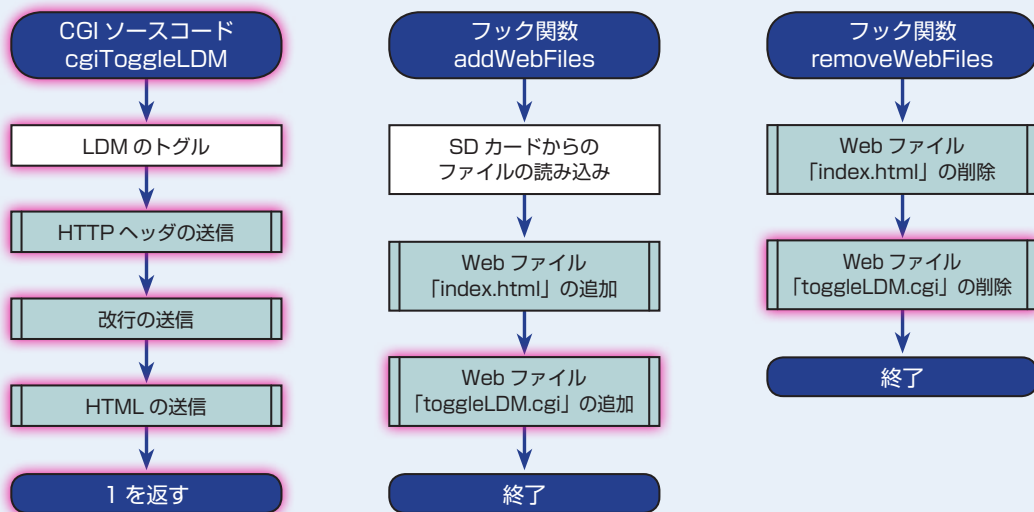 CGI ソースコード
cgiToggleLDM
LDM のトグル
HTTP ヘッダの送信
改行の送信
HTML の送信
1 を返す
フック関数
addWebFiles
SD カードからの
ファイルの読み込み
Web ファイル
「index.html」の追加
Web ファイル
「toggleLDM.cgi」の追加
終了
フック関数
removeWebFiles
Web ファイル
「index.html」の削除
Web ファイル
「toggleLDM.cgi」の削除
終了